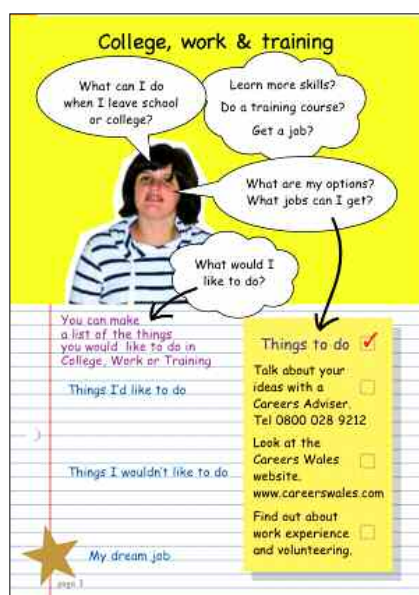 College, work & training
What can I do
when I leave school
or college?
Learn more skills?
Do a training course?
Get a job?
What are my options?
What jobs can I get?
What would I
like to do?
You can make
a list of the things
you would like to do in
College, Work or Training
Things I'd like to do
Things I wouldn't like to do
My dream job
Things to do
Talk about your
ideas with a
Careers Adviser.
Tel 0800 028 9212
Look at the
Careers Wales
website.
www.careerswales.com
Find out about
work experience
and volunteering.
page 3